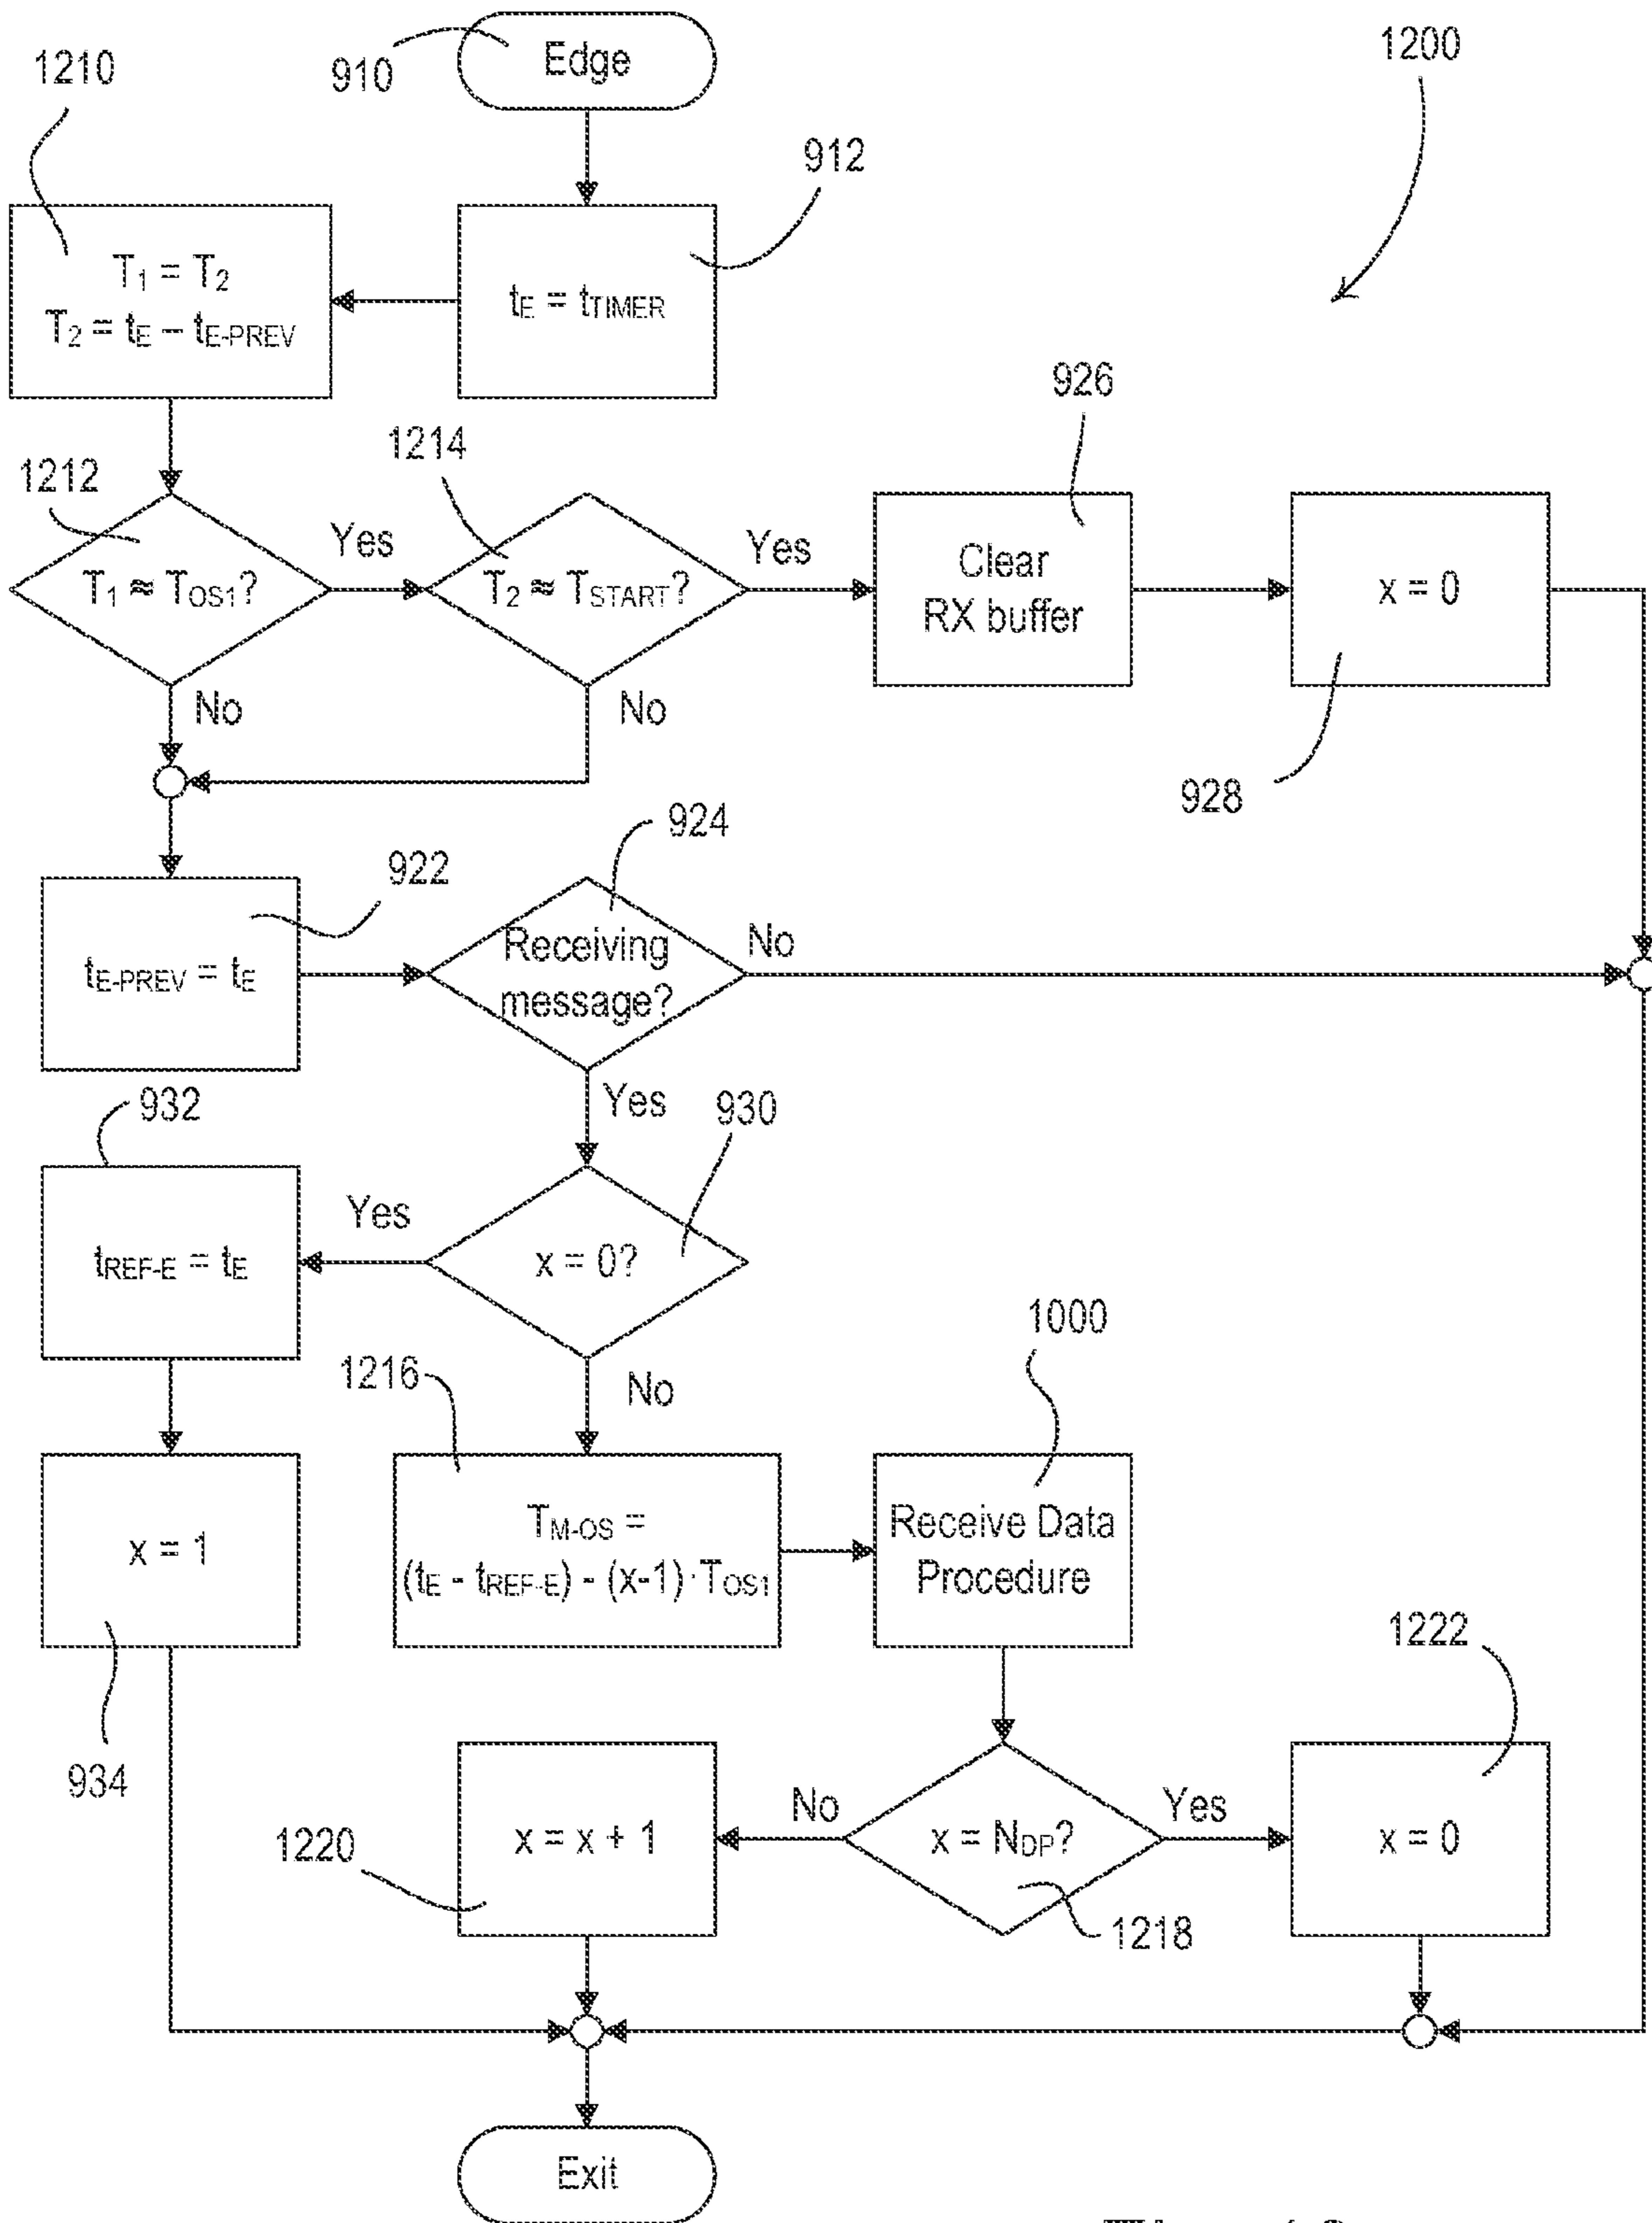 Edge
910
1200
1210
912
T1 = T2
T2 = tE – tE-PREV
tE = tTIMER
926
1214
1212
Yes
Yes
T1 ≈ TOS1?
T2 ≈ TSTART?
Clear
RX buffer
x = 0
No
No
928
924
922
tE-PREV = tE
Receiving
message?
No
932
Yes
930
Yes
tREF-E = tE
x = 0?
1000
1216
No
x = 1
TM-OS =
(tE - tREF-E) - (x-1)·TOS1
Receive Data
Procedure
1222
934
No
Yes
1220
x = x + 1
x = NDP?
x = 0
1218
Exit